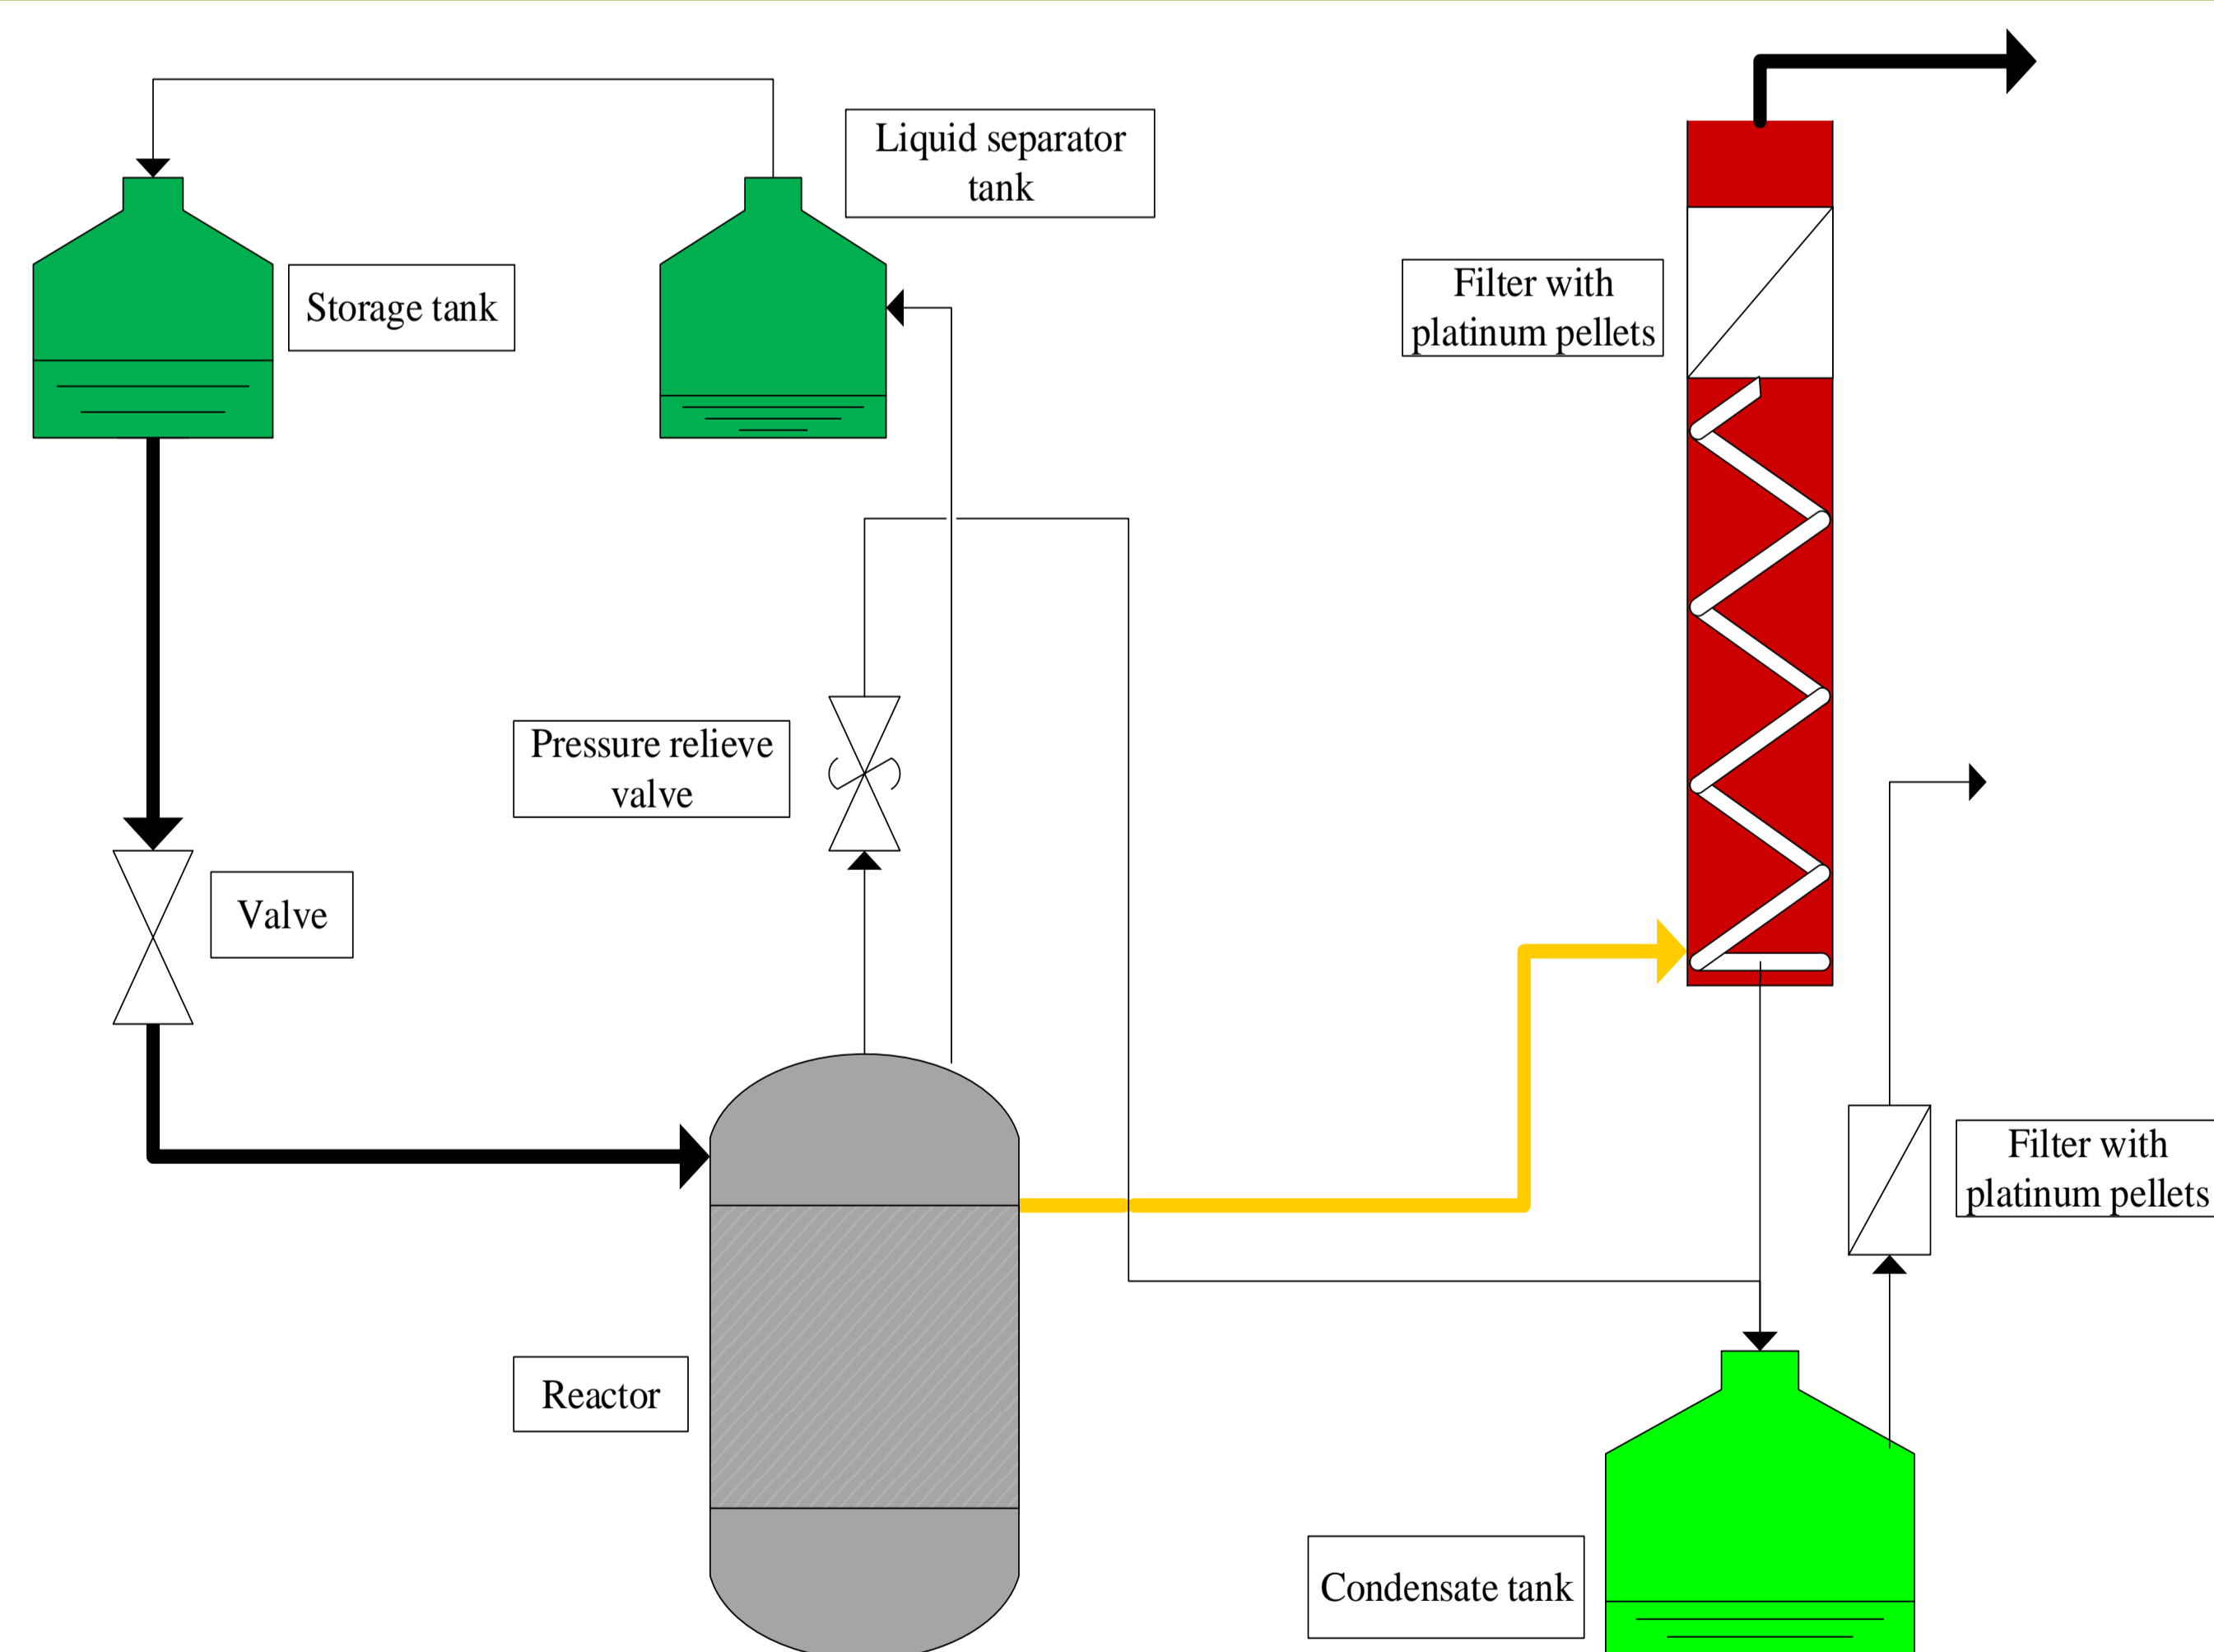 Liquid separator
tank
Storage tank
Filter with
platinum pellets
Pressure relieve
valve
Valve
Filter with
platinum pellets
Reactor
Condensate tank